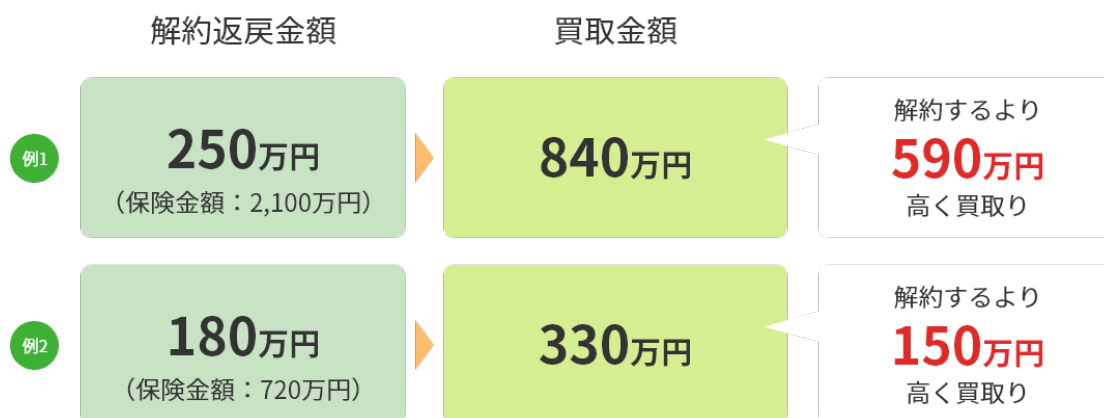 解約返戻金額
買取金額
例1
250万円
（保険金額：2,100万円）
840万円
解約するより
590万円
高く買取り
例2
180万円
（保険金額：720万円）
330万円
解約するより
150万円
高く買取り